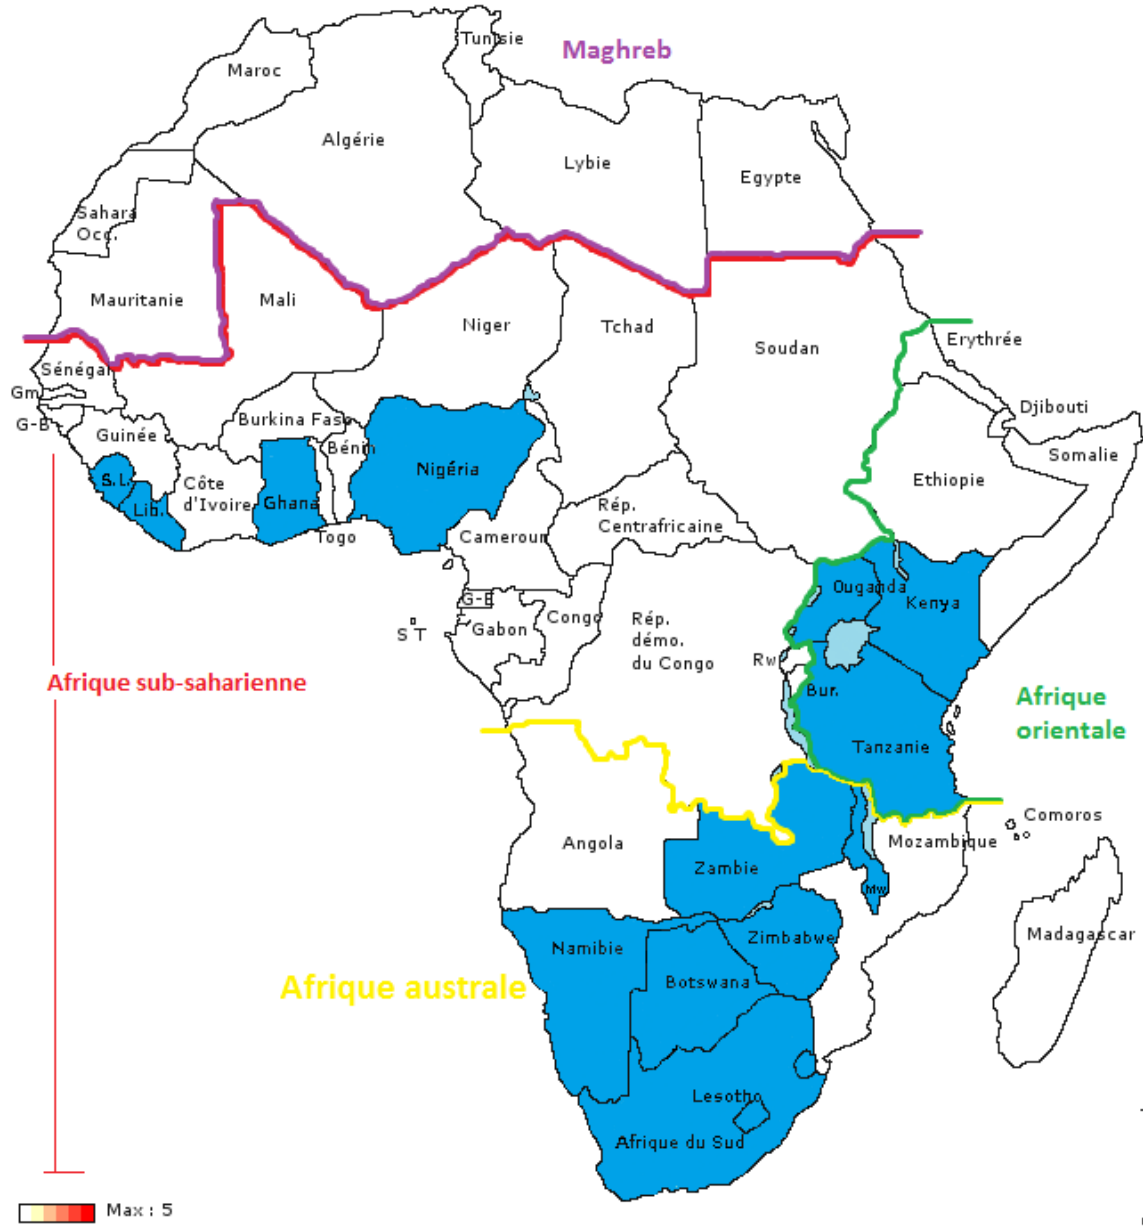 Tunisie
Maghreb
Maroc
Algérie
Lybie
Egypte
Sahara
Occ.
Mauritanie
Mali
Niger
Tchad
Soudan
Erythrée
Sénégal
Gm
G-B
Guinée
Burkina Faso
Bénin
Djibouti
Somalie
Nigéria
Ethiopie
S.L.
Lib.
Côte
d'Ivoire
Ghana
Togo
Cameroun
Rép.
Centrafricaine
G-E
S T
Gabon
Congo
Rép.
démo.
du Congo
Ouganda
Kenya
Rw
Bur.
Afrique sub-saharienne
Afrique
orientale
Tanzanie
Comoros
Angola
Zambie
Mozambique
Mw
Madagascar
Namibie
Zimbabwe
Botswana
Afrique australe
Lesotho
Afrique du Sud
Max : 5